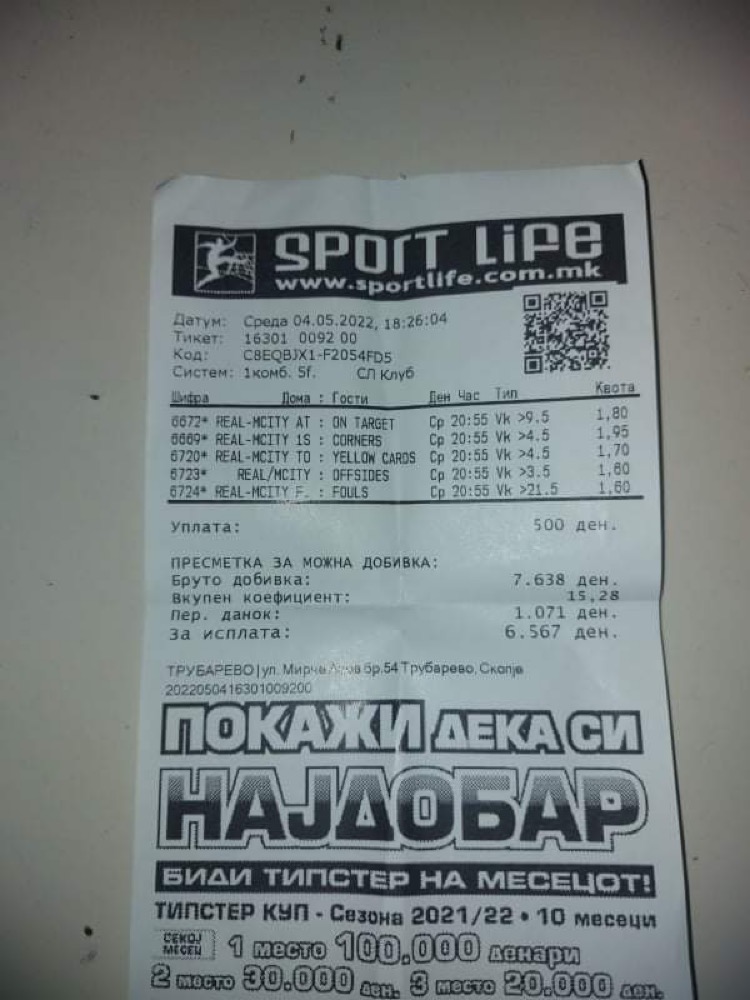 SPORT LIFE
www.sportlife.com.mk
Датум: Среда 04.05.2022, 18:26:04
Тикет: 16301 0092 00
Код: C8EQBJX1-F2054FD5
Систем: 1комб. 5f. СЛ Клуб
Шифра Дома : Гости Ден Час Тип Квота
6672* REAL-MCITY AT : ON TARGET Ср 20:55 Vk >9.5 1,80
6669* REAL-MCITY 1S : CORNERS Ср 20:55 Vk >4.5 1,95
6720* REAL-MCITY TO : YELLOW CARDS Ср 20:55 Vk >4.5 1,70
6723* REAL/MCITY : OFFSIDES Ср 20:55 Vk >3.5 1,60
6724* REAL-MCITY F. : FOULS Ср 20:55 Vk >21.5 1,60
Уплата: 500 ден.
ПРЕСМЕТКА ЗА МОЖНА ДОБИВКА:
Бруто добивка: 7.638 ден.
Вкупен коефициент: 15,28
Пер. данок: 1.071 ден.
За исплата: 6.567 ден.
ТРУБАРЕВО|ул. Мирче Ацев бр.54 Трубарево, Скопје
2022050416301009200
ПОКАЖИ ДЕКА СИ
НАЈДОБАР
БИДИ ТИПСТЕР НА МЕСЕЦОТ!
ТИПСТЕР КУП - Сезона 2021/22 • 10 месеци
СЕКОЈ МЕСЕЦ 1 место 100.000 денари
2 место 30.000 ден. 3 место 20.000 ден.